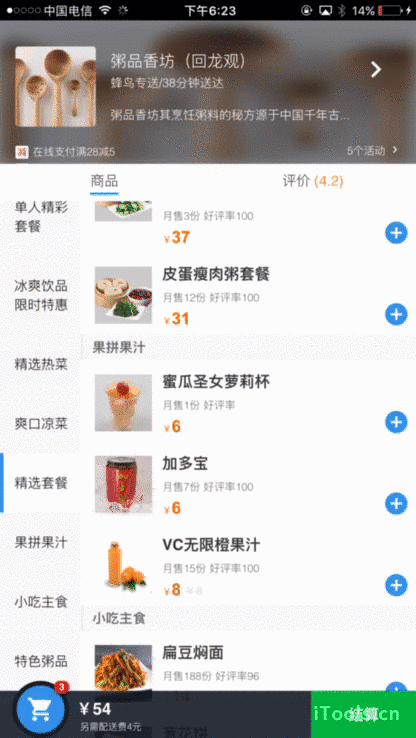 中国电信
下午6:23
14%
粥品香坊（回龙观）
蜂鸟专送/38分钟送达
粥品香坊其烹饪粥料的秘方源于中国千年古...
减 在线支付满28减5
5个活动
商品
评价 (4.2)
单人精彩
套餐
冰爽饮品
限时特惠
精选热菜
爽口凉菜
精选套餐
果拼果汁
小吃主食
特色粥品
月售3份 好评率100
¥37
皮蛋瘦肉粥套餐
月售12份 好评率100
¥31
果拼果汁
蜜瓜圣女萝莉杯
月售1份 好评率
¥6
加多宝
月售7份 好评率100
¥6
VC无限橙果汁
月售15份 好评率100
¥8 ¥8
小吃主食
扁豆焖面
月售188份 好评率96
3
¥54
另需配送费4元
结算